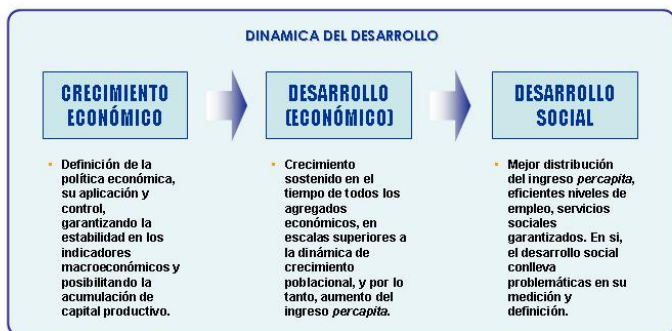 DINAMICA DEL DESARROLLO
CRECIMIENTO
ECONÓMICO
• Definición de la
política económica,
su aplicación y
control,
garantizando la
estabilidad en los
indicadores
macroeconómicos y
posibilitando la
acumulación de
capital productivo.
DESARROLLO
(ECONÓMICO)
• Crecimiento
sostenido en el
tiempo de todos los
agregados
económicos, en
escalas superiores a
la dinámica de
crecimiento
poblacional, y por lo
tanto, aumento del
ingreso percapita.
DESARROLLO
SOCIAL
• Mejor distribución
del ingreso percapita,
eficientes niveles de
empleo, servicios
sociales
garantizados. En si,
el desarrollo social
conlleva
problemáticas en su
medición y
definición.